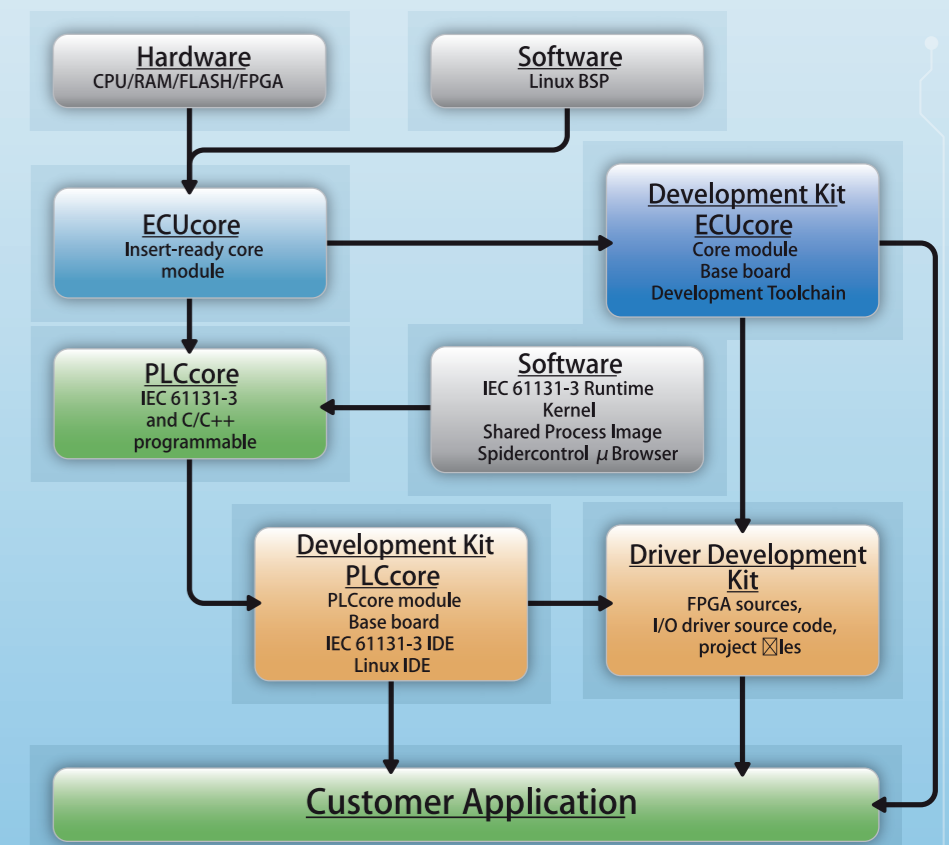 Hardware
CPU/RAM/FLASH/FPGA
Software
Linux BSP
ECUcore
Insert-ready core
module
Development Kit
ECUcore
Core module
Base board
Development Toolchain
PLCcore
IEC 61131-3
and C/C++
programmable
Software
IEC 61131-3 Runtime
Kernel
Shared Process Image
Spidercontrol μ Browser
Development Kit
PLCcore
PLCcore module
Base board
IEC 61131-3 IDE
Linux IDE
Driver Development
Kit
FPGA sources,
I/O driver source code,
project ☒les
Customer Application